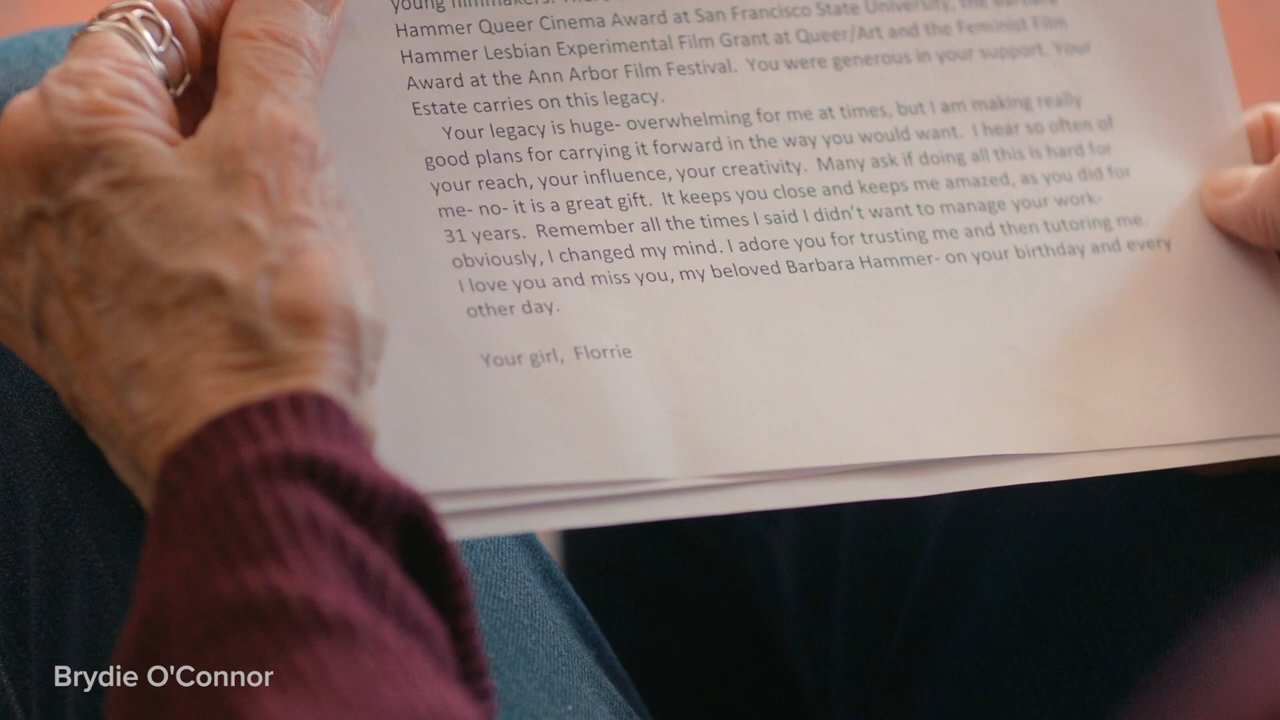 young filmmakers. There
Hammer Queer Cinema Award at San Francisco State University, the Barbara
Hammer Lesbian Experimental Film Grant at Queer/Art and the Feminist Film
Award at the Ann Arbor Film Festival. You were generous in your support. Your
Estate carries on this legacy.
Your legacy is huge- overwhelming for me at times, but I am making really
good plans for carrying it forward in the way you would want. I hear so often of
your reach, your influence, your creativity. Many ask if doing all this is hard for
me- no- it is a great gift. It keeps you close and keeps me amazed, as you did for
31 years. Remember all the times I said I didn't want to manage your work-
obviously, I changed my mind. I adore you for trusting me and then tutoring me.
I love you and miss you, my beloved Barbara Hammer- on your birthday and every
other day.
Your girl, Florrie
Brydie O'Connor